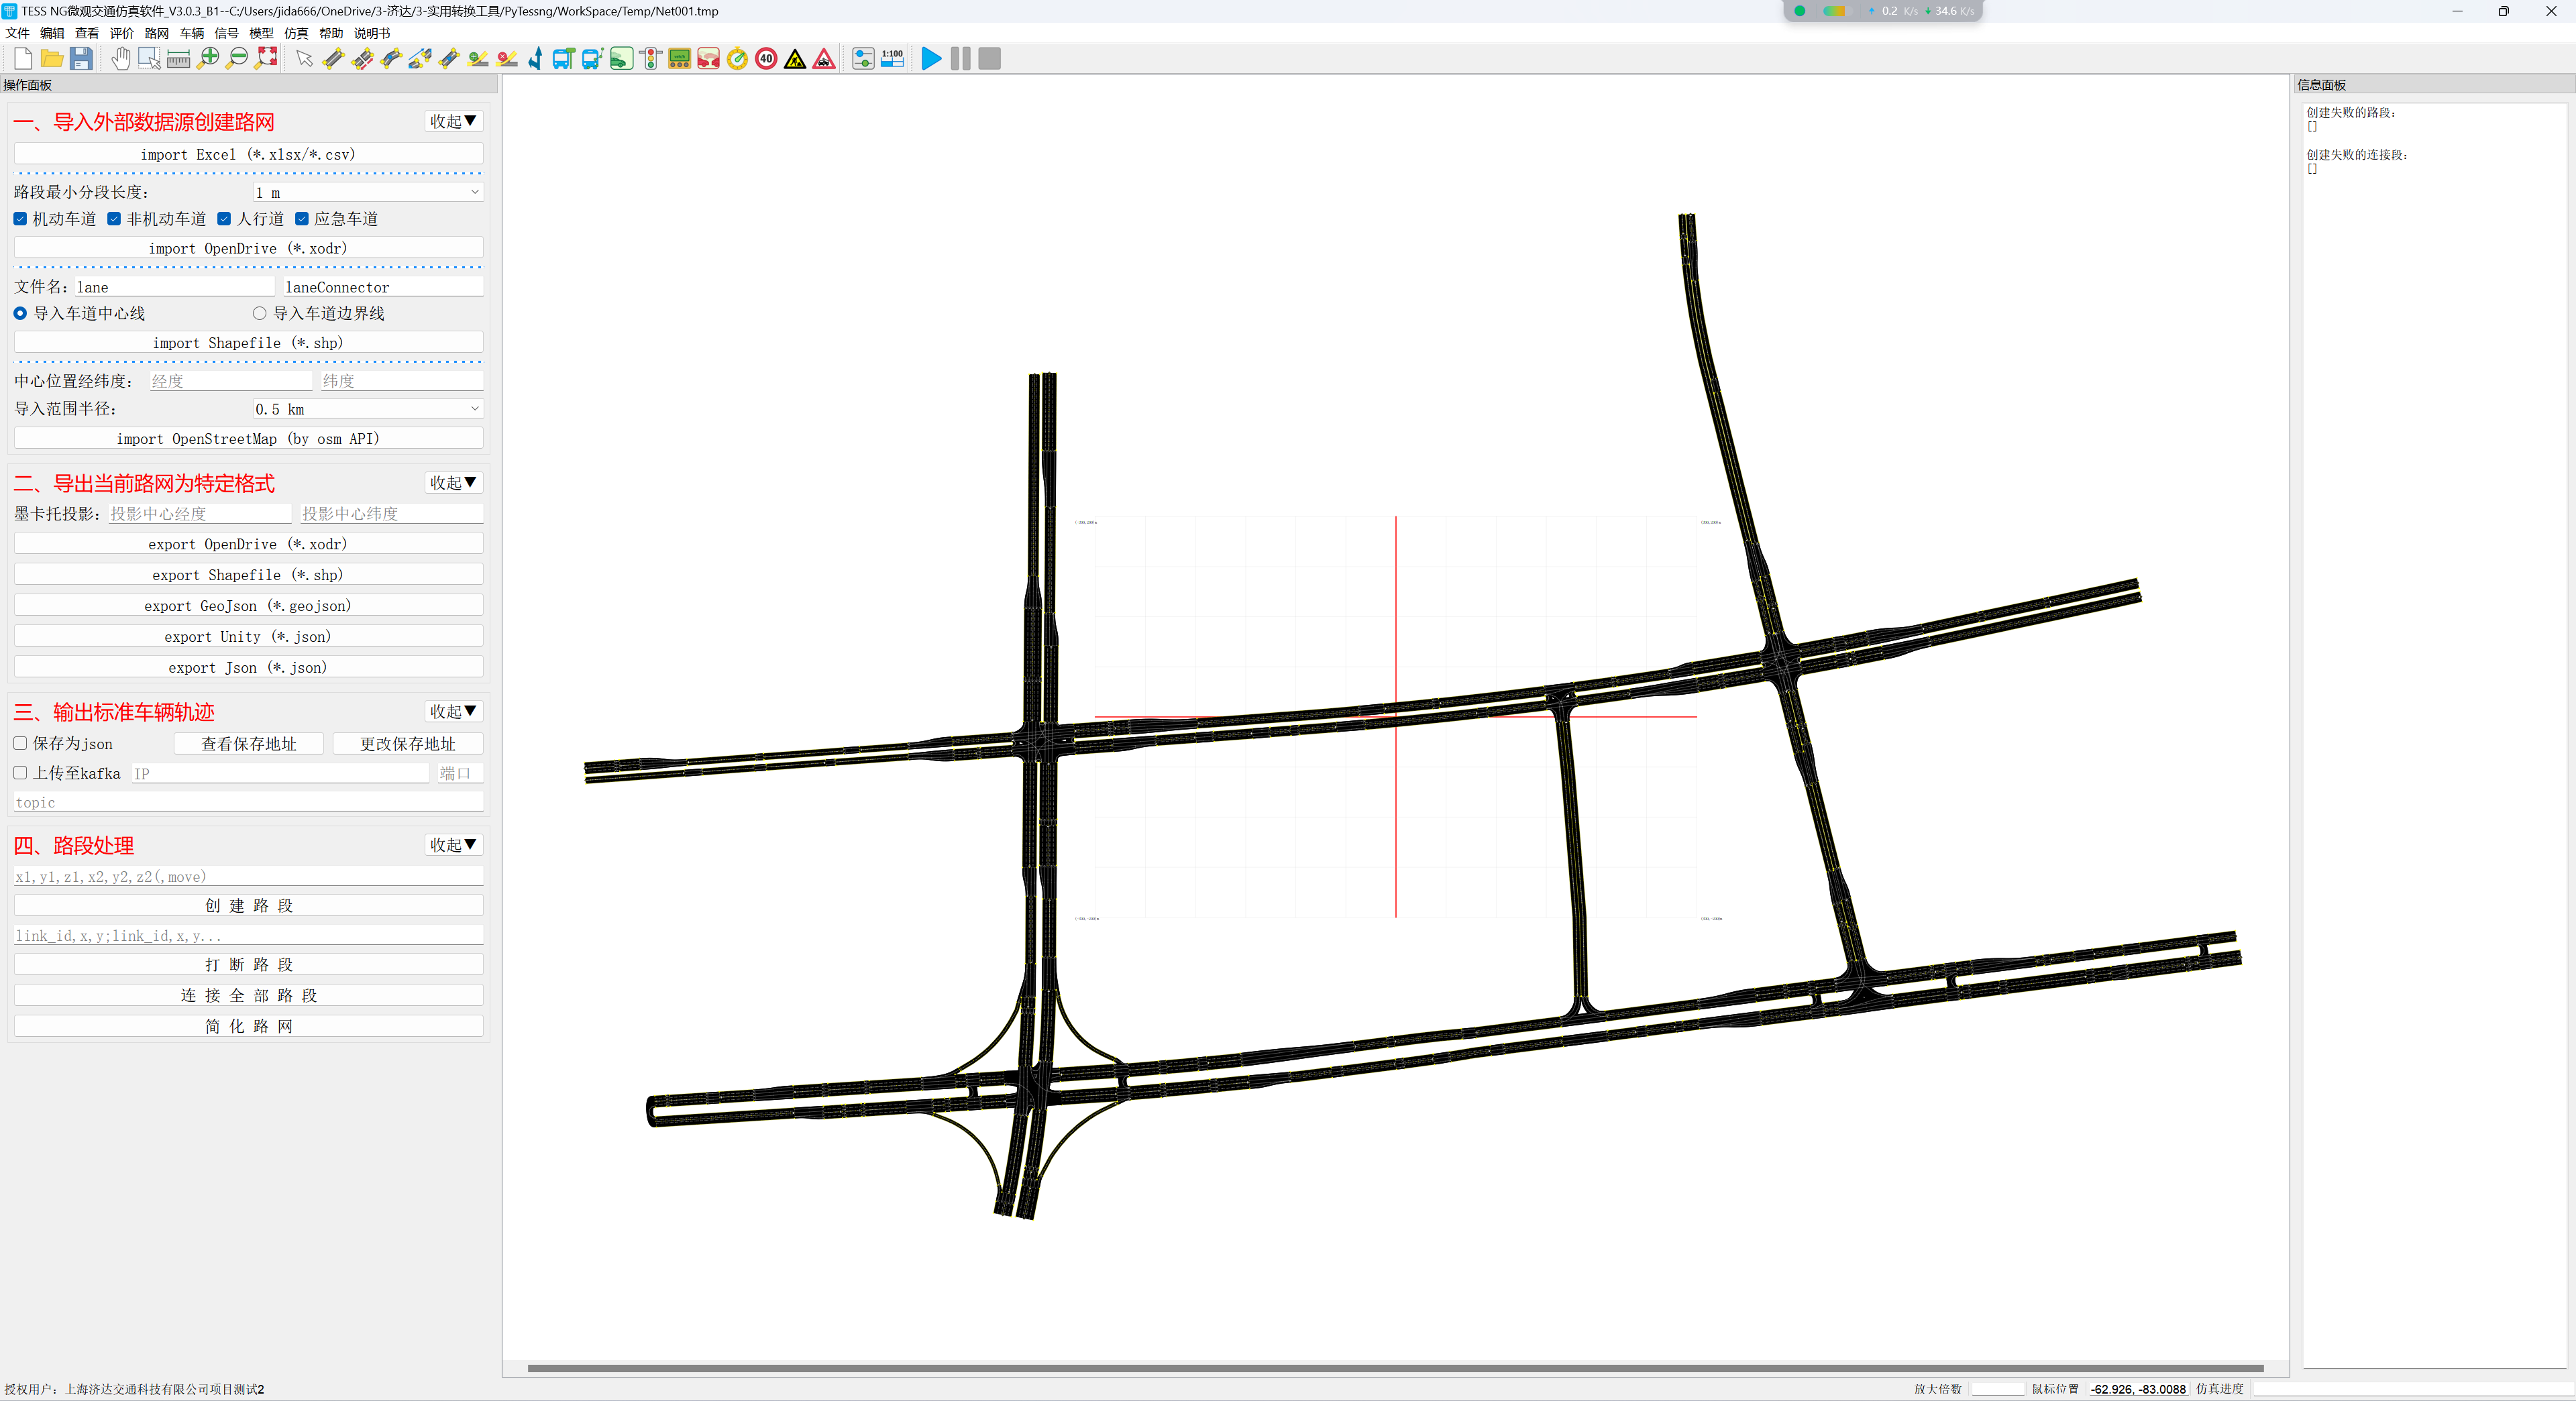 TESS NG微观交通仿真软件_V3.0.3_B1--C:/Users/jida666/OneDrive/3-济达/3-实用转换工具/PyTessng/WorkSpace/Temp/Net001.tmp
0.2 K/s 34.6 K/s
文件 编辑 查看 评价 路网 车辆 信号 模型 仿真 帮助 说明书
40 1:100
操作面板
一、导入外部数据源创建路网 收起▼
import Excel (*.xlsx/*.csv)
路段最小分段长度: 1 m
机动车道 非机动车道 人行道 应急车道
import OpenDrive (*.xodr)
文件名: lane laneConnector
导入车道中心线 导入车道边界线
import Shapefile (*.shp)
中心位置经纬度: 经度 纬度
导入范围半径: 0.5 km
import OpenStreetMap (by osm API)
二、导出当前路网为特定格式 收起▼
墨卡托投影: 投影中心经度 投影中心纬度
export OpenDrive (*.xodr)
export Shapefile (*.shp)
export GeoJson (*.geojson)
export Unity (*.json)
export Json (*.json)
三、输出标准车辆轨迹 收起▼
保存为json 查看保存地址 更改保存地址
上传至kafka IP 端口
topic
四、路段处理 收起▼
x1,y1,z1,x2,y2,z2(,move)
创 建 路 段
link_id,x,y;link_id,x,y...
打 断 路 段
连 接 全 部 路 段
简 化 路 网
信息面板
创建失败的路段:
[]
创建失败的连接段:
[]
授权用户: 上海济达交通科技有限公司项目测试2
放大倍数 鼠标位置 -62.926, -83.0088 仿真进度